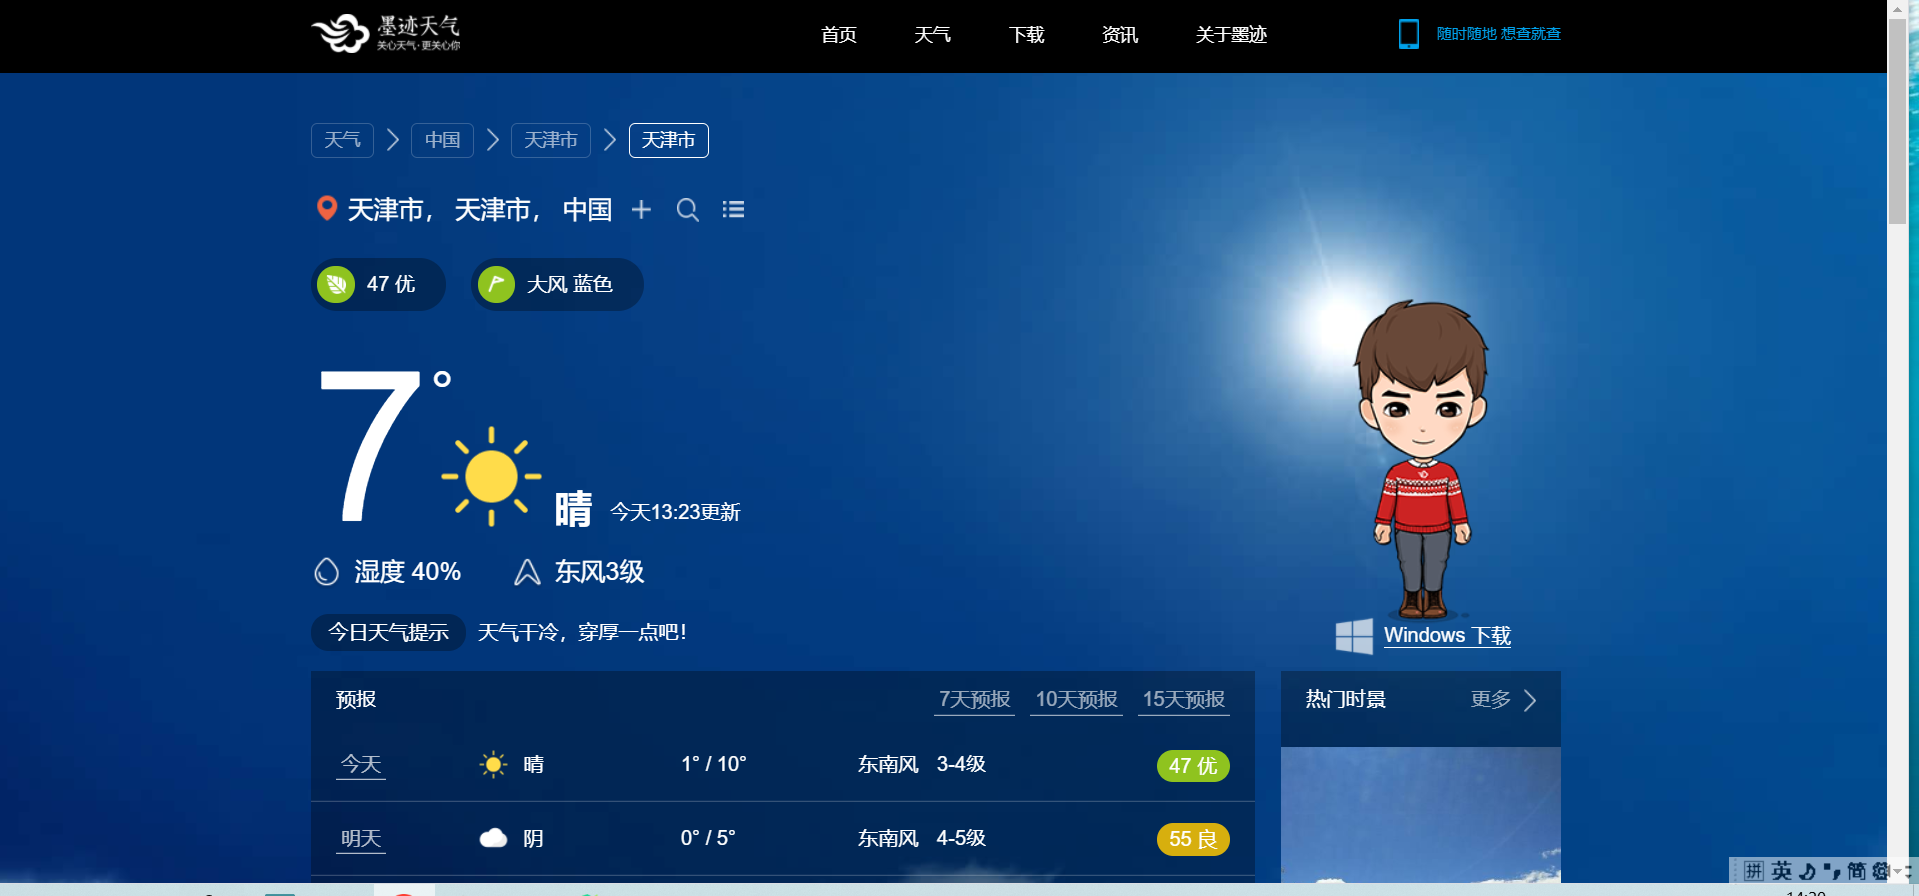 墨迹天气
关心天气·更关心你
首页 天气 下载 资讯 关于墨迹
随时随地 想查就查
天气 中国 天津市 天津市
天津市， 天津市， 中国
47 优 大风 蓝色
7°
晴 今天13:23更新
湿度 40% 东风3级
今日天气提示 天气干冷，穿厚一点吧！
Windows 下载
预报 7天预报 10天预报 15天预报
今天 晴 1° / 10° 东南风 3-4级 47 优
明天 阴 0° / 5° 东南风 4-5级 55 良
热门时景 更多
拼 英 简